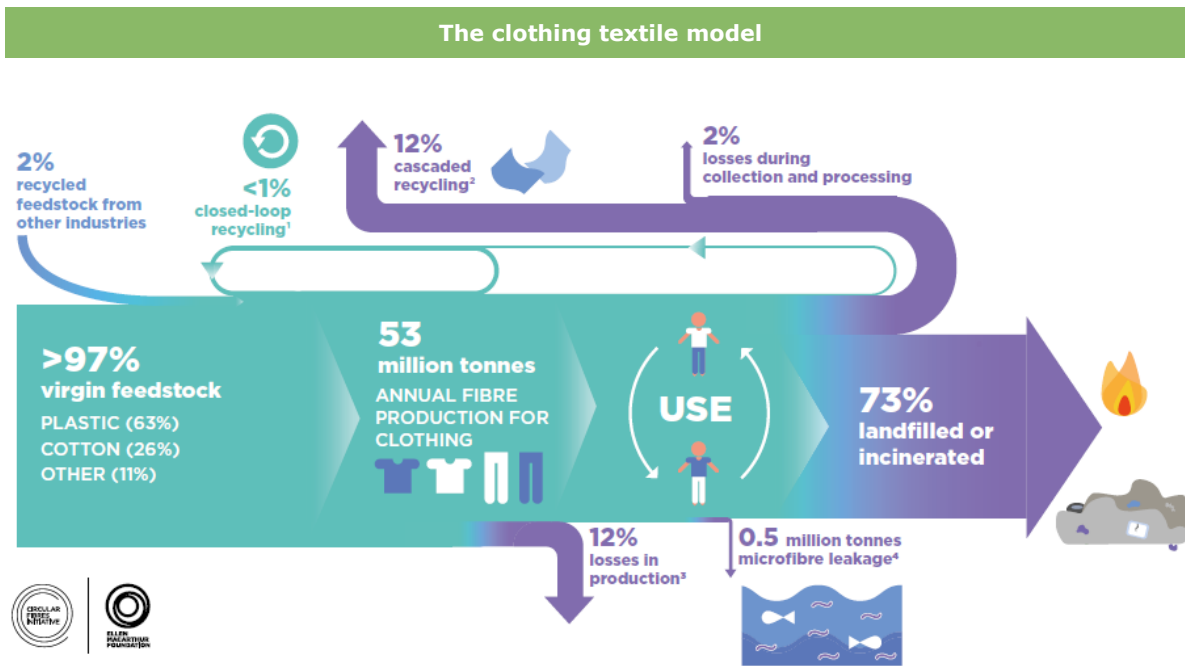 The clothing textile model
2%
recycled
feedstock from
other industries
<1%
closed-loop
recycling¹
12%
cascaded
recycling²
2%
losses during
collection and processing
>97%
virgin feedstock
PLASTIC (63%)
COTTON (26%)
OTHER (11%)
53
million tonnes
ANNUAL FIBRE
PRODUCTION FOR
CLOTHING
USE
73%
landfilled or
incinerated
12%
losses in
production³
0.5 million tonnes
microfibre leakage⁴
CIRCULAR
FIBRES
INITIATIVE
ELLEN
MACARTHUR
FOUNDATION